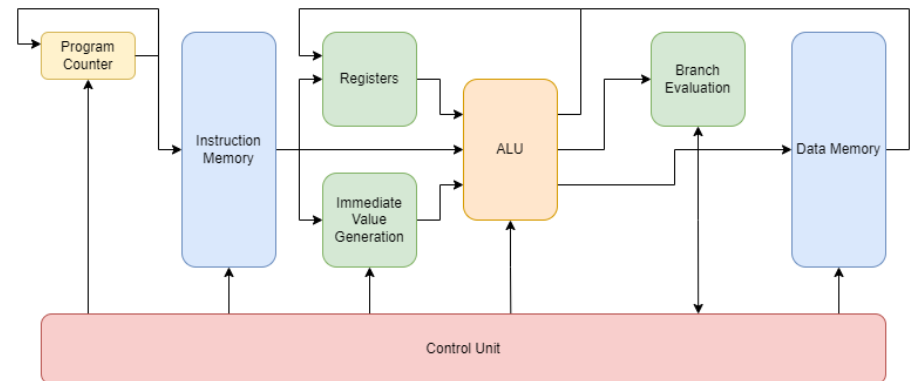 Program
Counter
Instruction
Memory
Registers
Immediate
Value
Generation
ALU
Branch
Evaluation
Data Memory
Control Unit